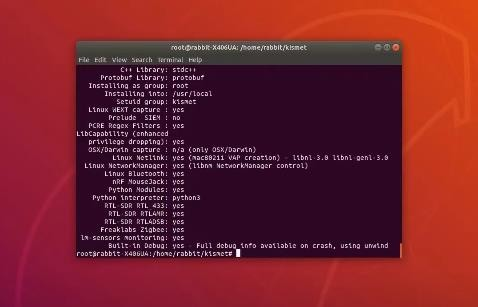 root@rabbit-X406UA: /home/rabbit/kismet
File Edit View Search Terminal Help
C++ Library: stdc++
Protobuf Library: protobuf
Installing as group: root
Installing into: /usr/local
Setuid group: kismet
Linux WEXT capture : yes
Prelude SIEM : no
PCRE Regex Filters : yes
LibCapability (enhanced
privilege dropping): yes
OSX/Darwin capture : n/a (only OSX/Darwin)
Linux Netlink: yes (mac80211 VAP creation) - libnl-3.0 libnl-genl-3.0
Linux NetworkManager: yes (libnm NetworkManager control)
Linux Bluetooth: yes
nRF MouseJack: yes
Python Modules: yes
Python interpreter: python3
RTL-SDR RTL_433: yes
RTL-SDR RTLAMR: yes
RTL-SDR RTLADSB: yes
Freaklabs Zigbee: yes
lm-sensors monitoring: yes
Built-in Debug: yes - Full debug info available on crash, using unwind
root@rabbit-X406UA:/home/rabbit/kismet#